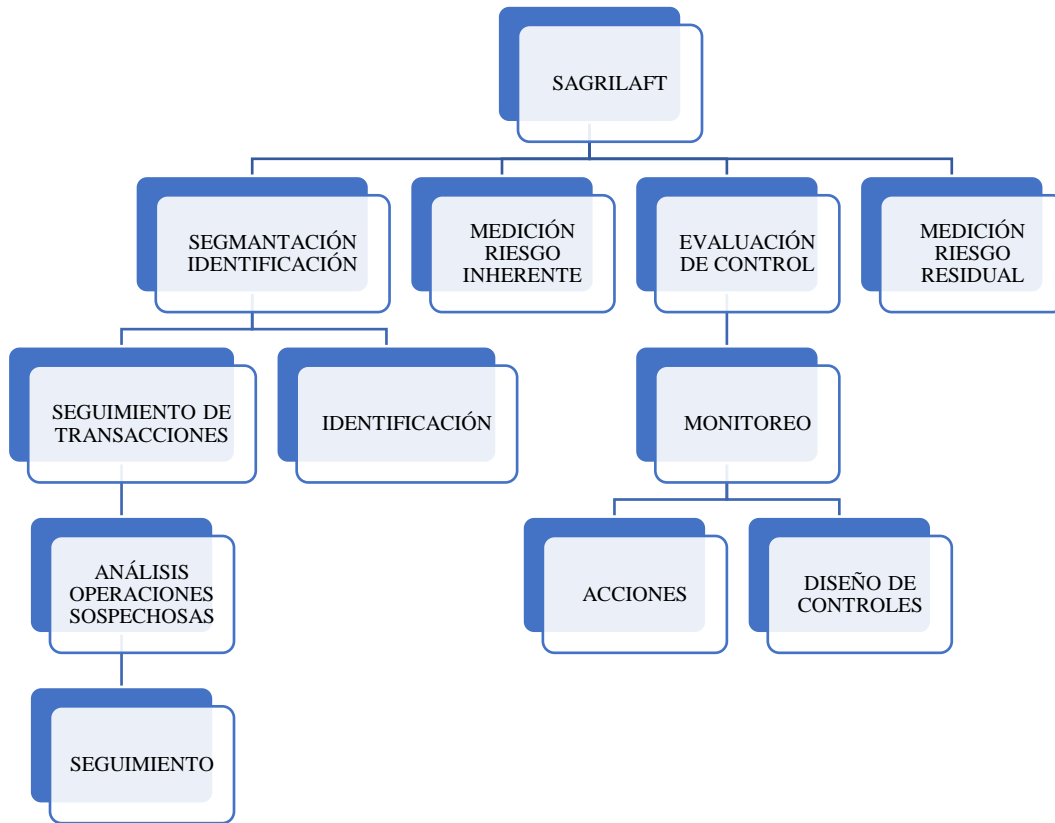 SAGRILAFT
SEGMANTACIÓN
IDENTIFICACIÓN
MEDICIÓN
RIESGO
INHERENTE
EVALUACIÓN
DE CONTROL
MEDICIÓN
RIESGO
RESIDUAL
SEGUIMIENTO DE
TRANSACCIONES
IDENTIFICACIÓN
MONITOREO
ANÁLISIS
OPERACIONES
SOSPECHOSAS
ACCIONES
DISEÑO DE
CONTROLES
SEGUIMIENTO